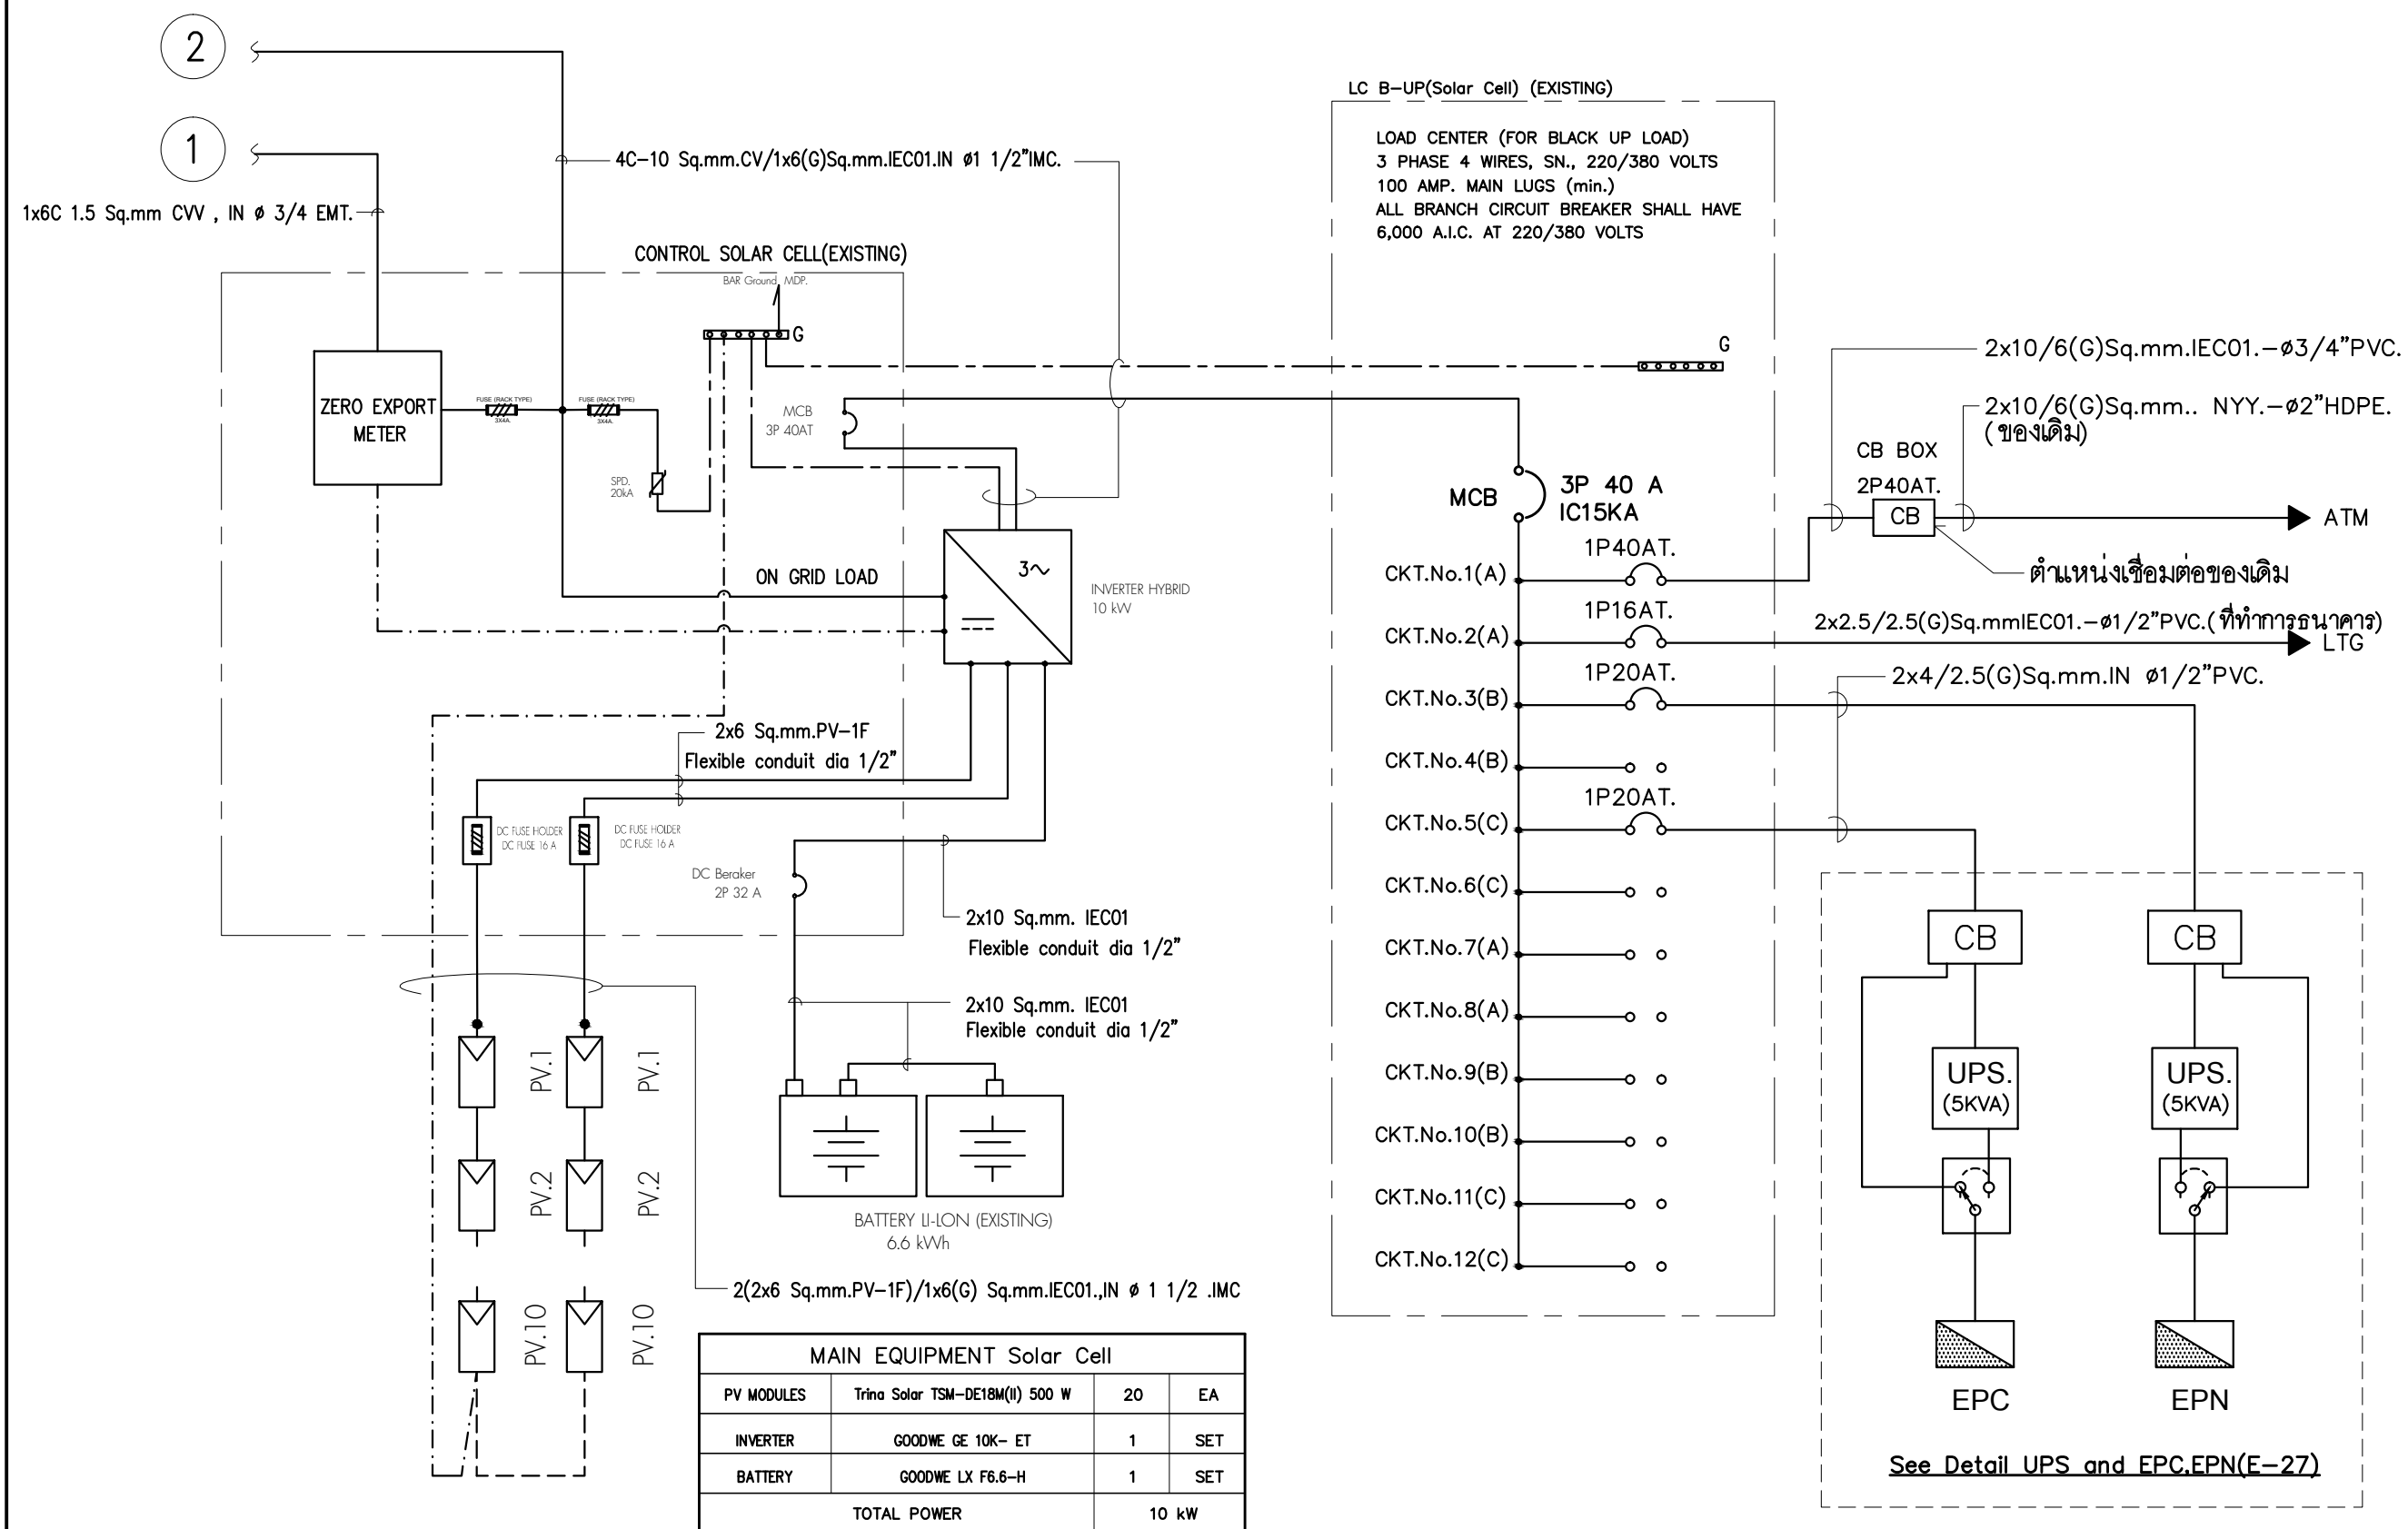 2
1
4C-10 Sq.mm.CV/1x6(G)Sq.mm.IEC01.IN ø1 1/2"IMC.
1x6C 1.5 Sq.mm CVV , IN ø 3/4 EMT.
CONTROL SOLAR CELL(EXISTING)
BAR Ground MDP.
G
ZERO EXPORT
METER
FUSE (RACK TYPE)
3X4A.
FUSE (RACK TYPE)
3X4A.
SPD.
20kA
MCB
3P 40AT
ON GRID LOAD
3~
INVERTER HYBRID
10 kW
2x6 Sq.mm.PV-1F
Flexible conduit dia 1/2"
DC FUSE HOLDER
DC FUSE 16 A
DC FUSE HOLDER
DC FUSE 16 A
DC Beraker
2P 32 A
2x10 Sq.mm. IEC01
Flexible conduit dia 1/2"
2x10 Sq.mm. IEC01
Flexible conduit dia 1/2"
PV.1
PV.1
PV.2
PV.2
PV.10
PV.10
BATTERY LI-LON (EXISTING)
6.6 kWh
2(2x6 Sq.mm.PV-1F)/1x6(G) Sq.mm.IEC01.,IN ø 1 1/2 .IMC
MAIN EQUIPMENT Solar Cell
PV MODULES Trina Solar TSM-DE18M(II) 500 W 20 EA
INVERTER GOODWE GE 10K- ET 1 SET
BATTERY GOODWE LX F6.6-H 1 SET
TOTAL POWER 10 kW
LC B-UP(Solar Cell) (EXISTING)
LOAD CENTER (FOR BLACK UP LOAD)
3 PHASE 4 WIRES, SN., 220/380 VOLTS
100 AMP. MAIN LUGS (min.)
ALL BRANCH CIRCUIT BREAKER SHALL HAVE
6,000 A.I.C. AT 220/380 VOLTS
G
MCB
3P 40 A
IC15KA
CKT.No.1(A)
1P40AT.
CKT.No.2(A)
1P16AT.
CKT.No.3(B)
1P20AT.
CKT.No.4(B)
CKT.No.5(C)
1P20AT.
CKT.No.6(C)
CKT.No.7(A)
CKT.No.8(A)
CKT.No.9(B)
CKT.No.10(B)
CKT.No.11(C)
CKT.No.12(C)
2x10/6(G)Sq.mm.IEC01.-ø3/4"PVC.
2x10/6(G)Sq.mm.. NYY.-ø2"HDPE.
(ของเดิม)
CB BOX
2P40AT.
CB
ATM
ตำแหน่งเชื่อมต่อของเดิม
2x2.5/2.5(G)Sq.mmIEC01.-ø1/2"PVC.(ที่ทำการธนาคาร)
LTG
2x4/2.5(G)Sq.mm.IN ø1/2"PVC.
CB
CB
UPS.
(5KVA)
UPS.
(5KVA)
EPC
EPN
See Detail UPS and EPC,EPN(E-27)